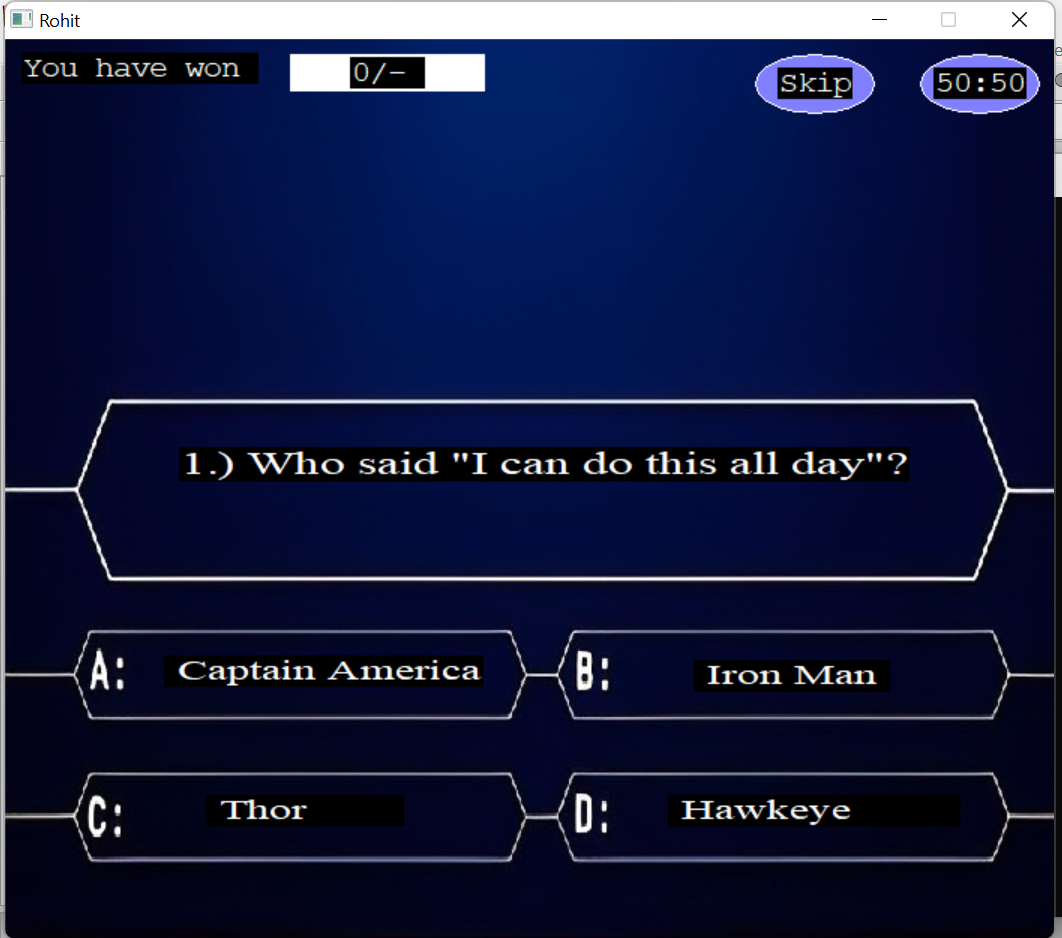 Rohit
You have won 0/- Skip 50:50
1.) Who said "I can do this all day"?
A: Captain America B: Iron Man
C: Thor D: Hawkeye